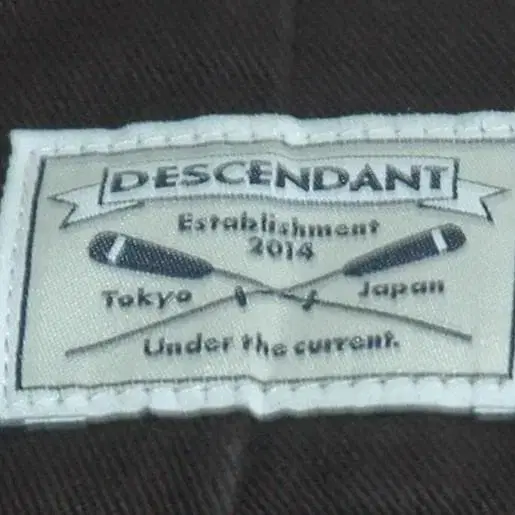 DESCENDANT
Establishment
2014
Tokyo Japan
Under the current.